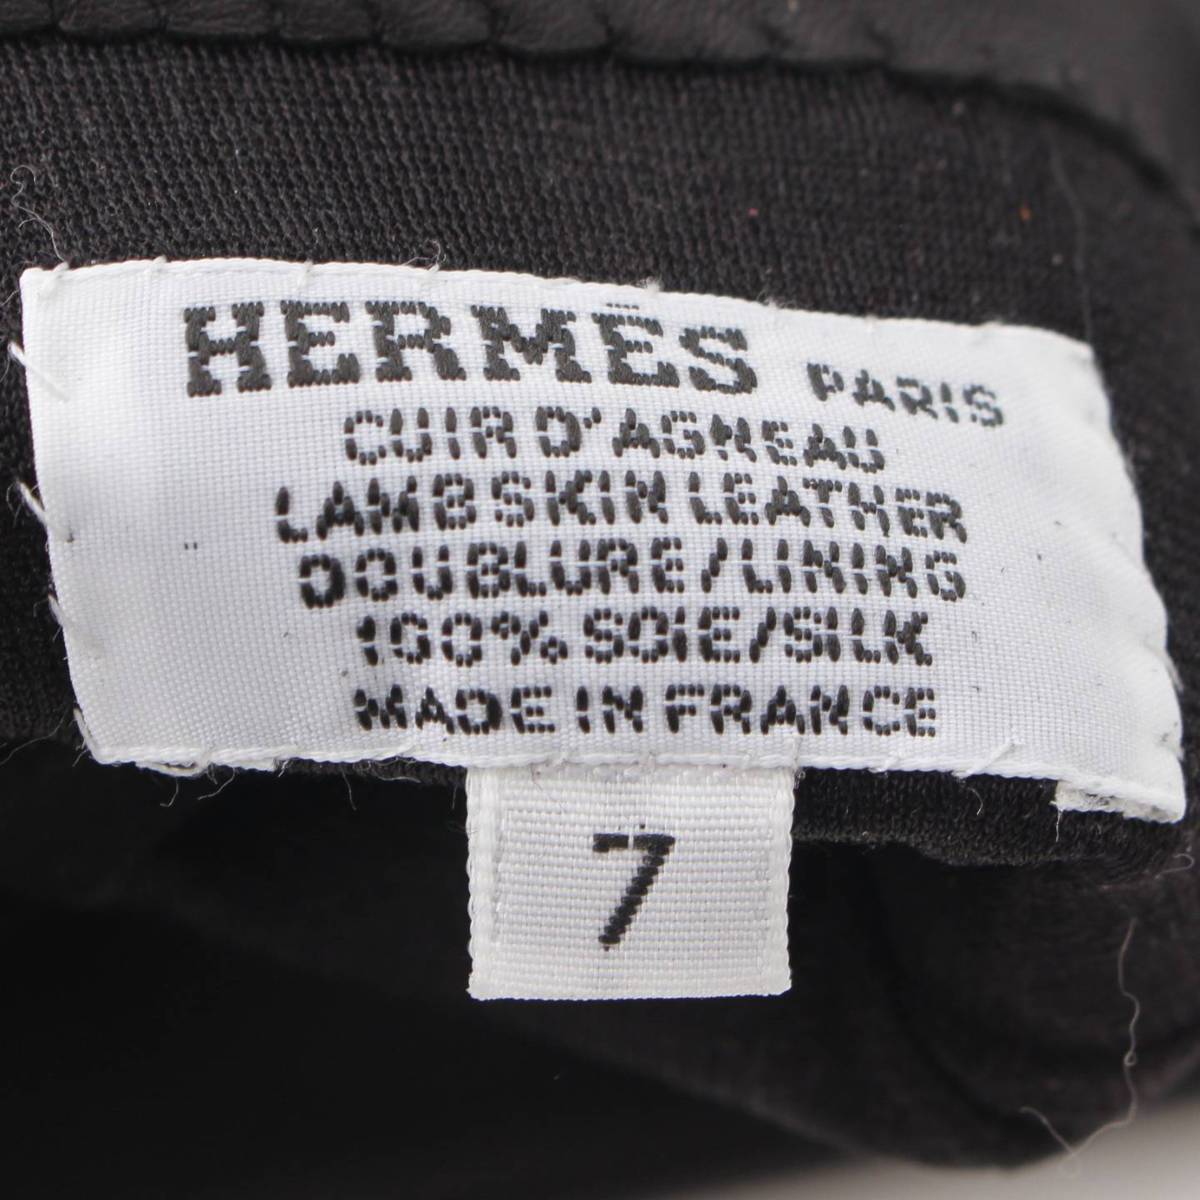 HERMÈS PARIS
CUIR D'AGNEAU
LAMBSKIN LEATHER
DOUBLURE/LINING
100% SOIE/SILK
MADE IN FRANCE
7